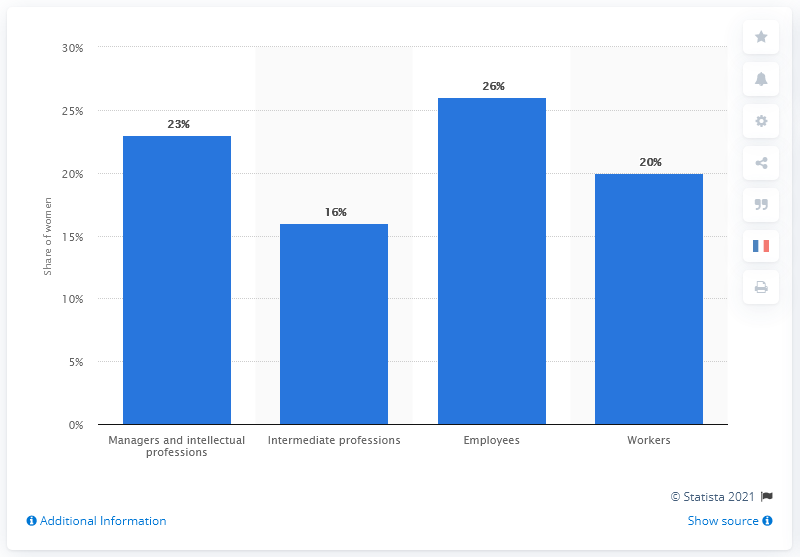 30%
25%
20%
15%
10%
5%
0%
Share of women
23%
16%
26%
20%
Managers and intellectual
professions
Intermediate professions
Employees
Workers
© Statista 2021
Additional Information
Show source